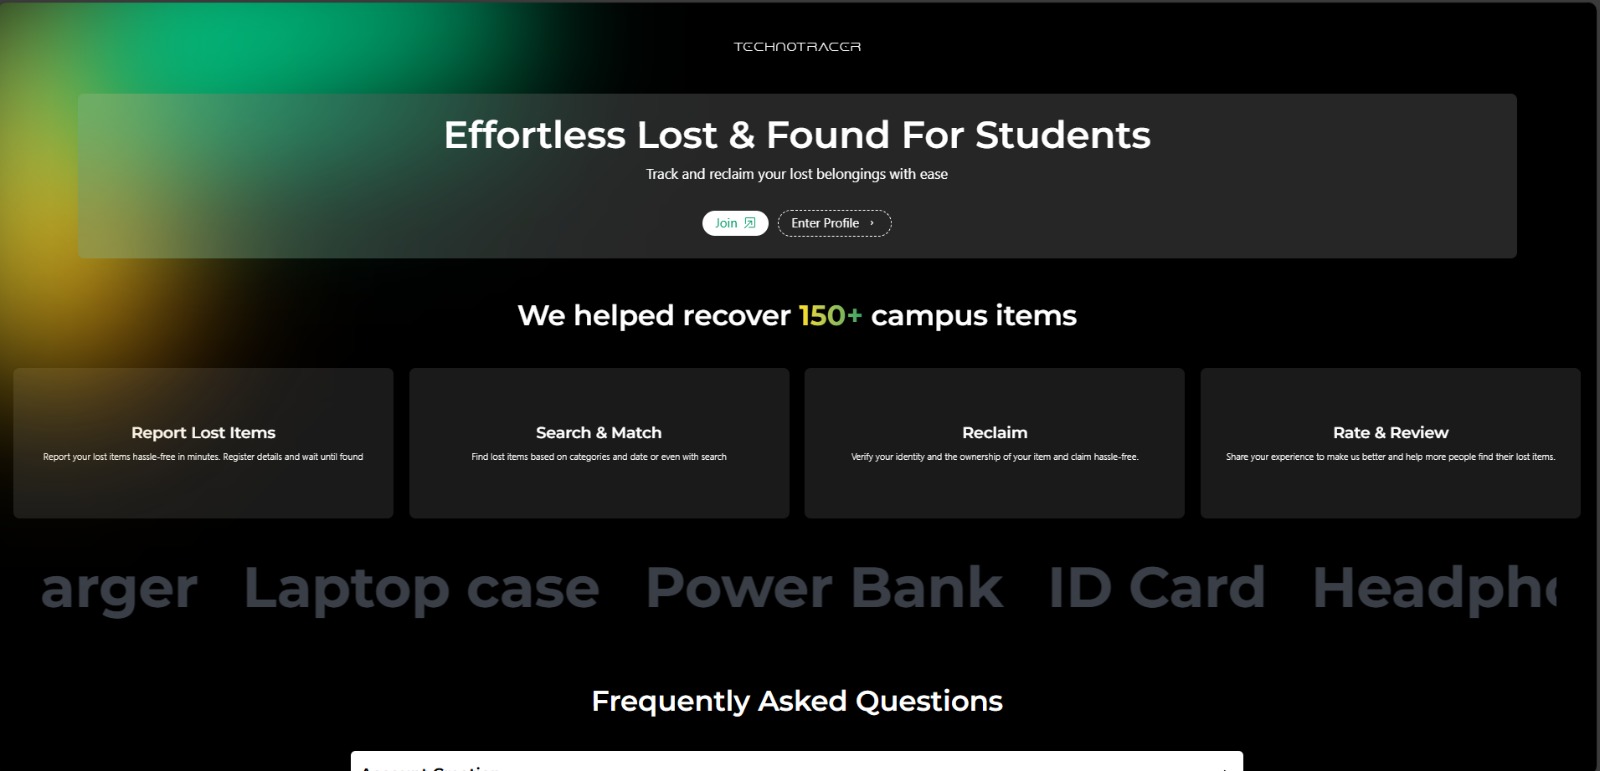 TECHNOTRACER
Effortless Lost & Found For Students
Track and reclaim your lost belongings with ease
Join
Enter Profile
We helped recover 150+ campus items
Report Lost Items
Report your lost items hassle-free in minutes. Register details and wait until found
Search & Match
Find lost items based on categories and date or even with search
Reclaim
Verify your identity and the ownership of your item and claim hassle-free.
Rate & Review
Share your experience to make us better and help more people find their lost items.
arger Laptop case Power Bank ID Card Headpho
Frequently Asked Questions